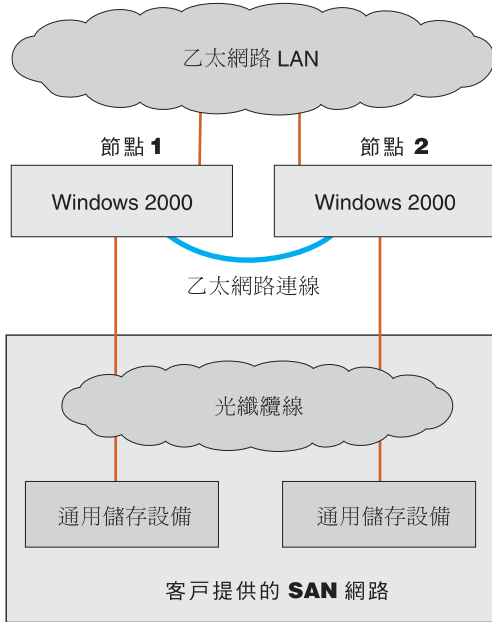 乙太網路 LAN
節點 1
節點 2
Windows 2000
Windows 2000
乙太網路連線
光纖纜線
通用儲存設備
通用儲存設備
客戶提供的 SAN 網路